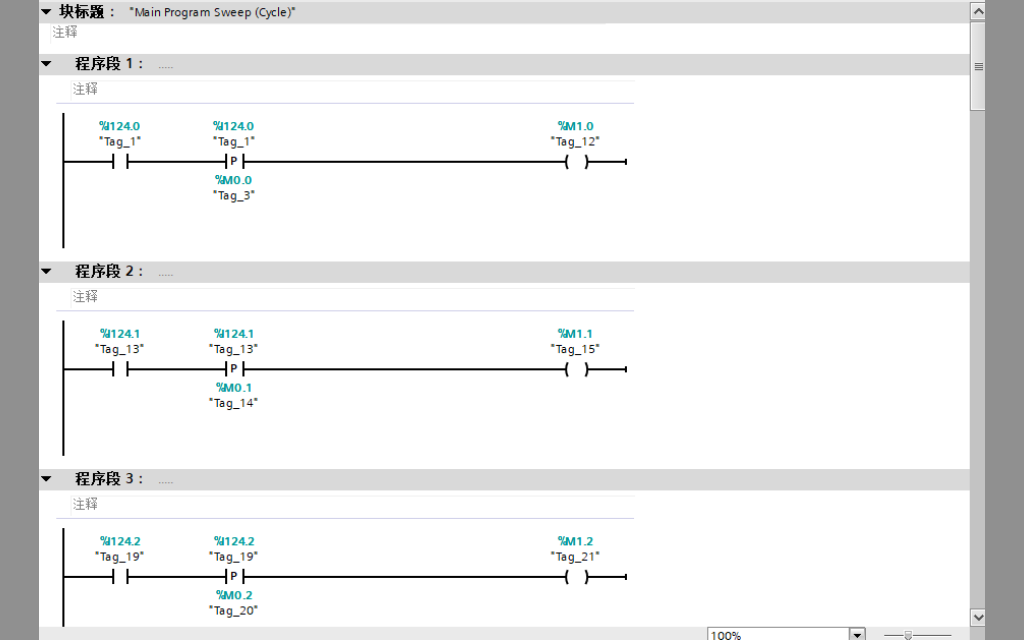 块标题： "Main Program Sweep (Cycle)"
注释
程序段 1： .....
注释
%I124.0 %I124.0 %M1.0
"Tag_1" "Tag_1" "Tag_12"
P
%M0.0
"Tag_3"
程序段 2： .....
注释
%I124.1 %I124.1 %M1.1
"Tag_13" "Tag_13" "Tag_15"
P
%M0.1
"Tag_14"
程序段 3： .....
注释
%I124.2 %I124.2 %M1.2
"Tag_19" "Tag_19" "Tag_21"
P
%M0.2
"Tag_20"
100%